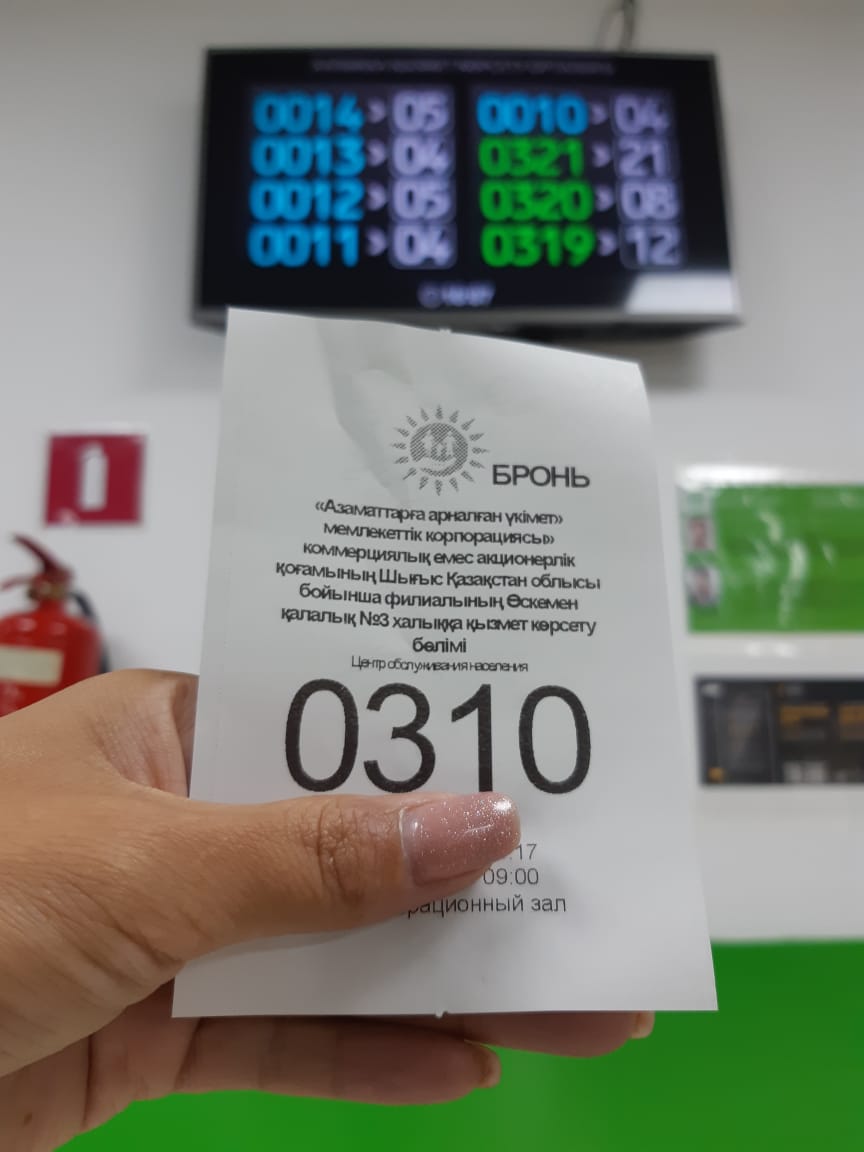 0014 > 05
0013 > 04
0012 > 05
0011 > 04
0010 > 04
0321 > 21
0320 > 08
0319 > 12
БРОНЬ
«Азаматтарға арналған үкімет»
мемлекеттік корпорациясы»
коммерциялық емес акционерлік
қоғамының Шығыс Қазақстан облысы
бойынша филиалының Өскемен
қалалық №3 халыққа қызмет көрсету
бөлімі
Центр обслуживания населения
0310
:17
09:00
рационный зал